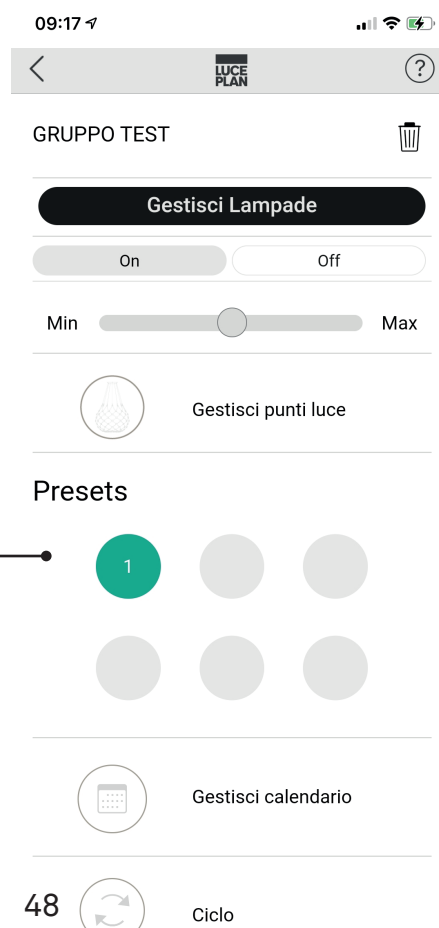 09:17
LUCE
PLAN
?
GRUPPO TEST
Gestisci Lampade
On Off
Min Max
Gestisci punti luce
Presets
1
Gestisci calendario
48
Ciclo